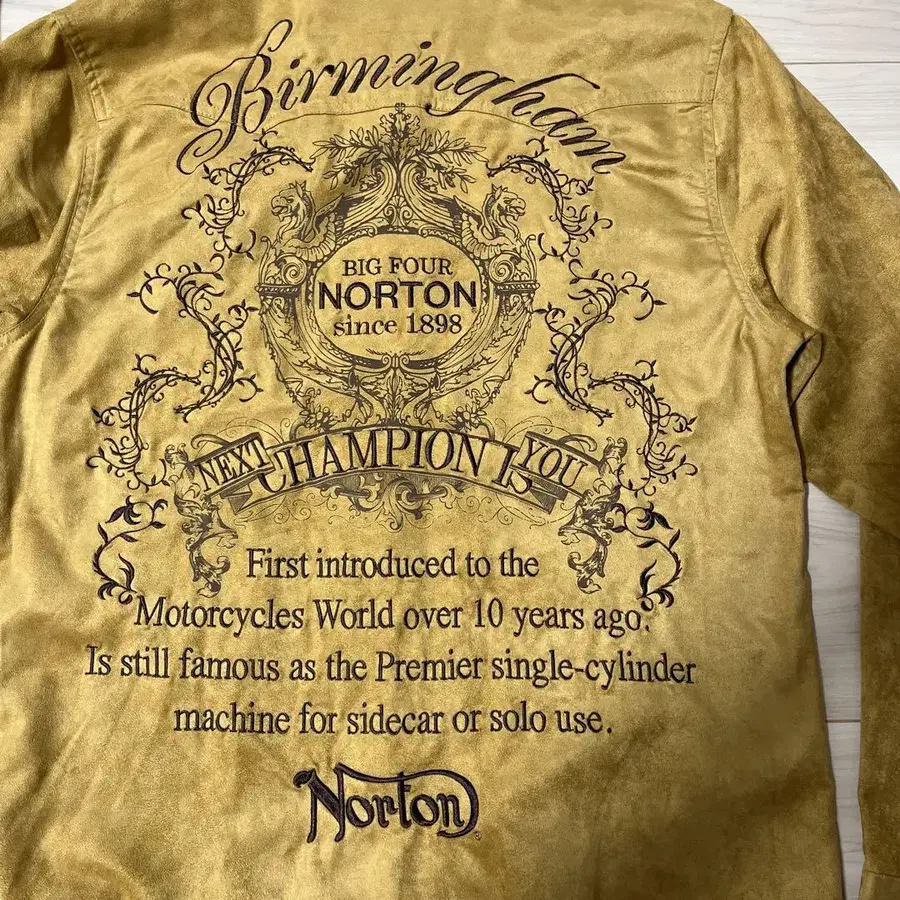 Birmingham
BIG FOUR
NORTON
since 1898
NEXT CHAMPION IS YOU
First introduced to the
Motorcycles World over 10 years ago.
Is still famous as the Premier single-cylinder
machine for sidecar or solo use.
Norton